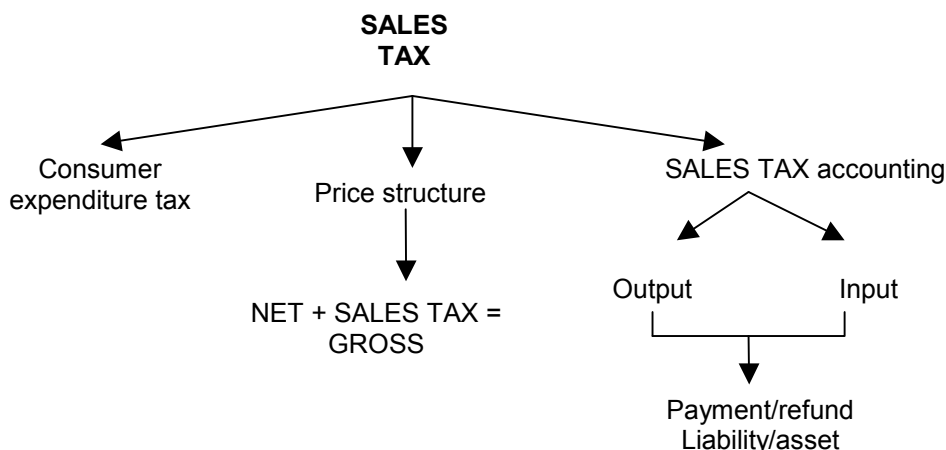 SALES
TAX
Consumer
expenditure tax
Price structure
SALES TAX accounting
NET + SALES TAX =
GROSS
Output
Input
Payment/refund
Liability/asset